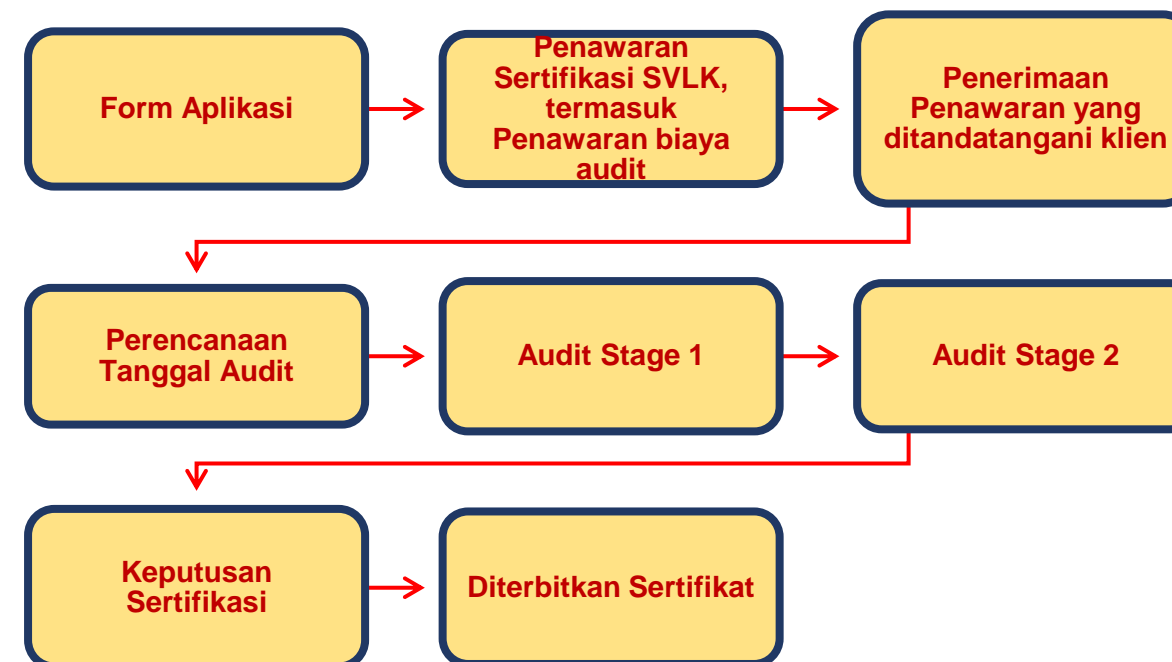 Form Aplikasi
Penawaran
Sertifikasi SVLK,
termasuk
Penawaran biaya
audit
Penerimaan
Penawaran yang
ditandatangani klien
Perencanaan
Tanggal Audit
Audit Stage 1
Audit Stage 2
Keputusan
Sertifikasi
Diterbitkan Sertifikat